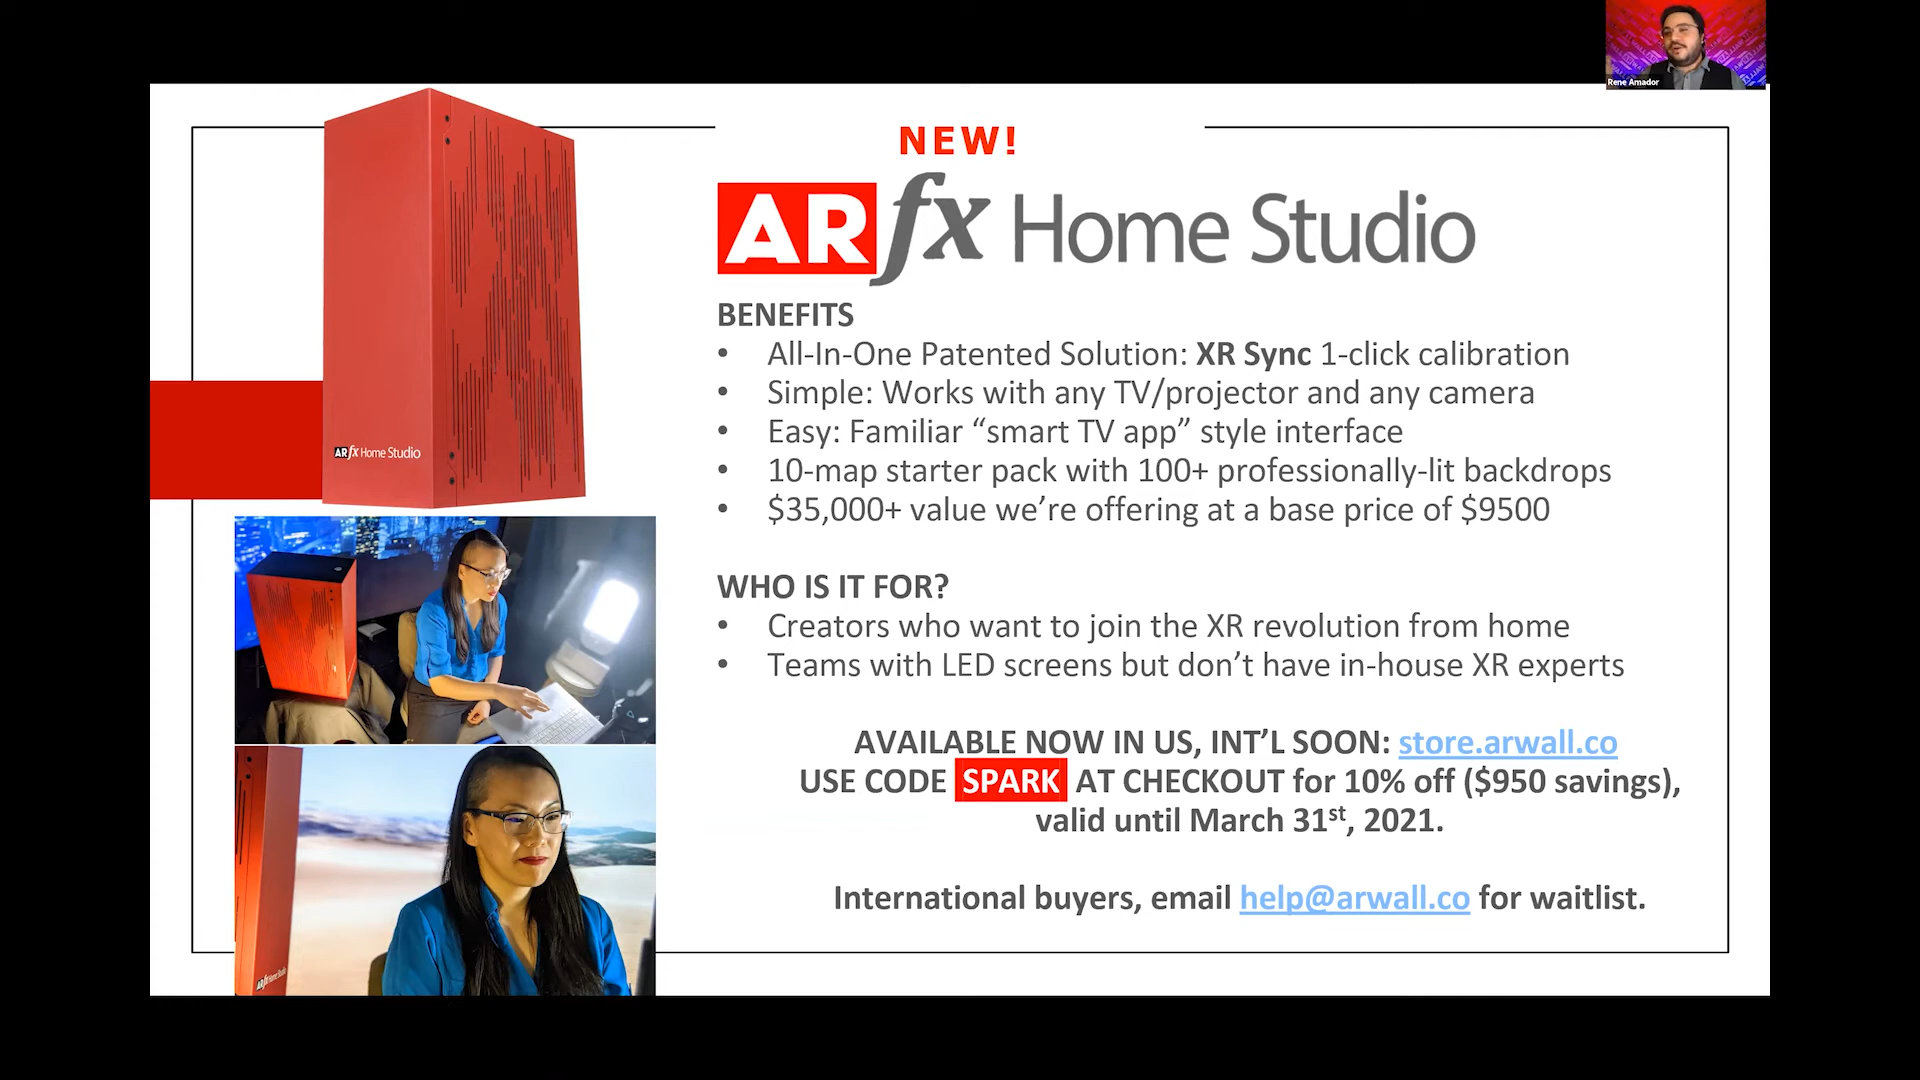 Rene Amador
NEW!
ARfx Home Studio
BENEFITS
• All-In-One Patented Solution: XR Sync 1-click calibration
• Simple: Works with any TV/projector and any camera
• Easy: Familiar “smart TV app” style interface
• 10-map starter pack with 100+ professionally-lit backdrops
• $35,000+ value we’re offering at a base price of $9500
WHO IS IT FOR?
• Creators who want to join the XR revolution from home
• Teams with LED screens but don’t have in-house XR experts
AVAILABLE NOW IN US, INT’L SOON: store.arwall.co
USE CODE SPARK AT CHECKOUT for 10% off ($950 savings),
valid until March 31st, 2021.
International buyers, email help@arwall.co for waitlist.
ARfx Home Studio
ARfx Home Studio